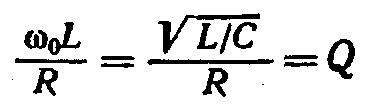 ω₀L/R = √(L/C)/R = Q